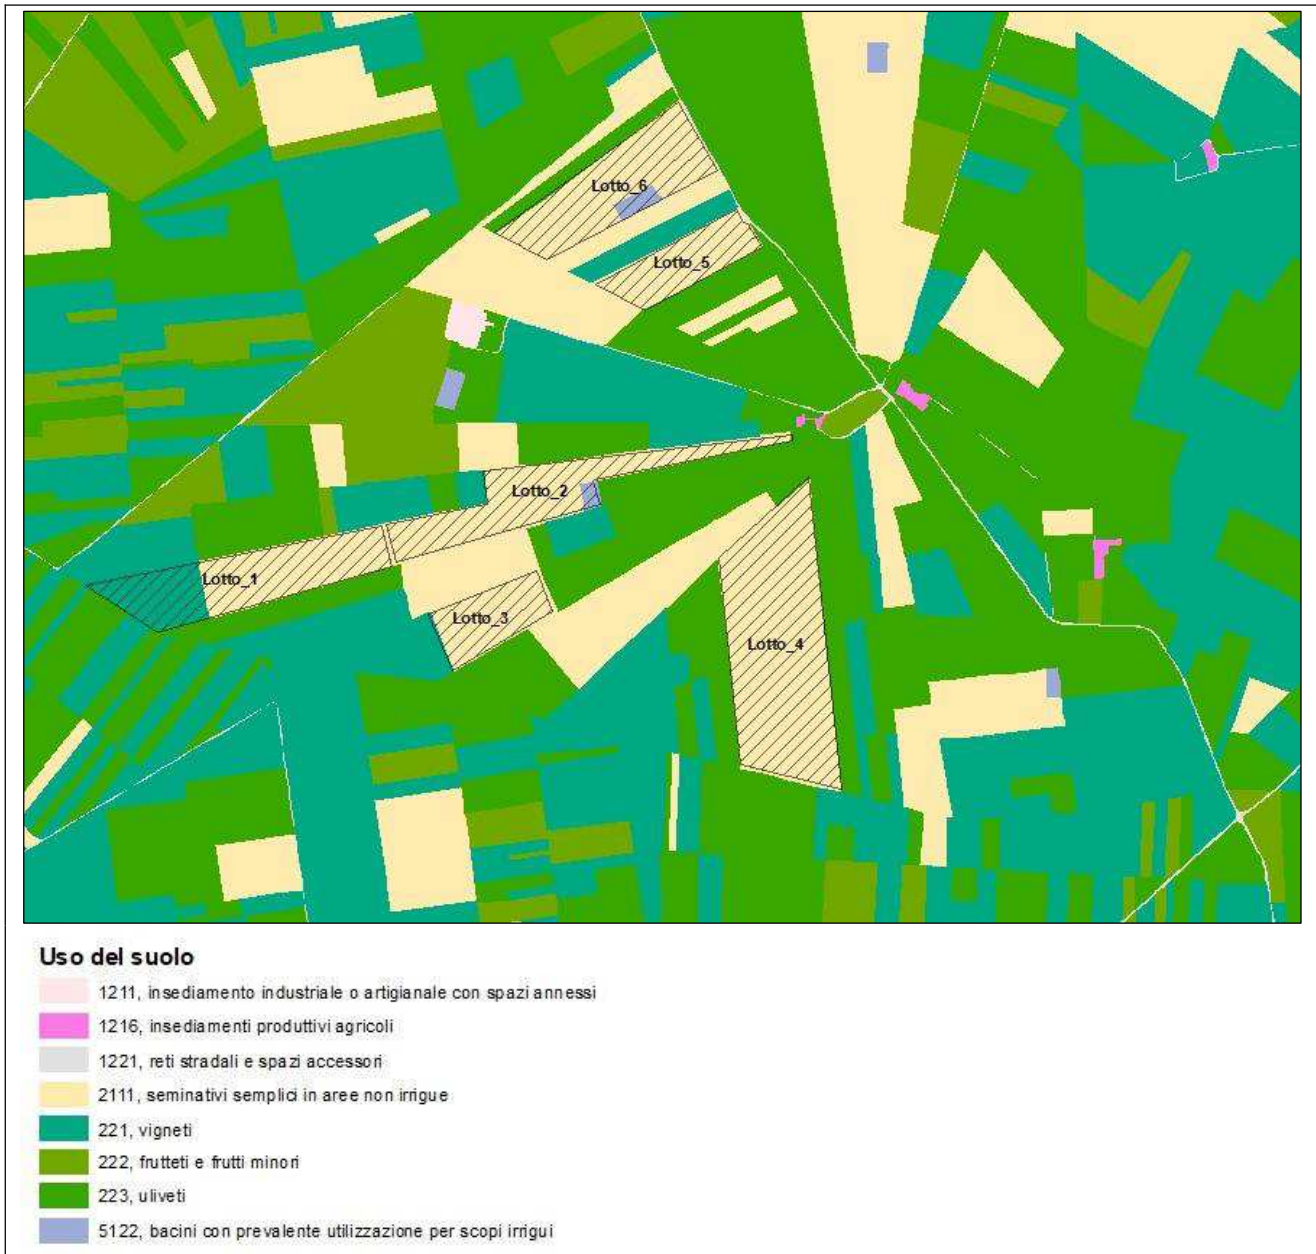 Lotto_6
Lotto_5
Lotto_2
Lotto_1
Lotto_3
Lotto_4
Uso del suolo
1211, insediamento industriale o artigianale con spazi annessi
1216, insediamenti produttivi agricoli
1221, reti stradali e spazi accessori
2111, seminativi semplici in aree non irrigue
221, vigneti
222, frutteti e frutti minori
223, uliveti
5122, bacini con prevalente utilizzazione per scopi irrigui